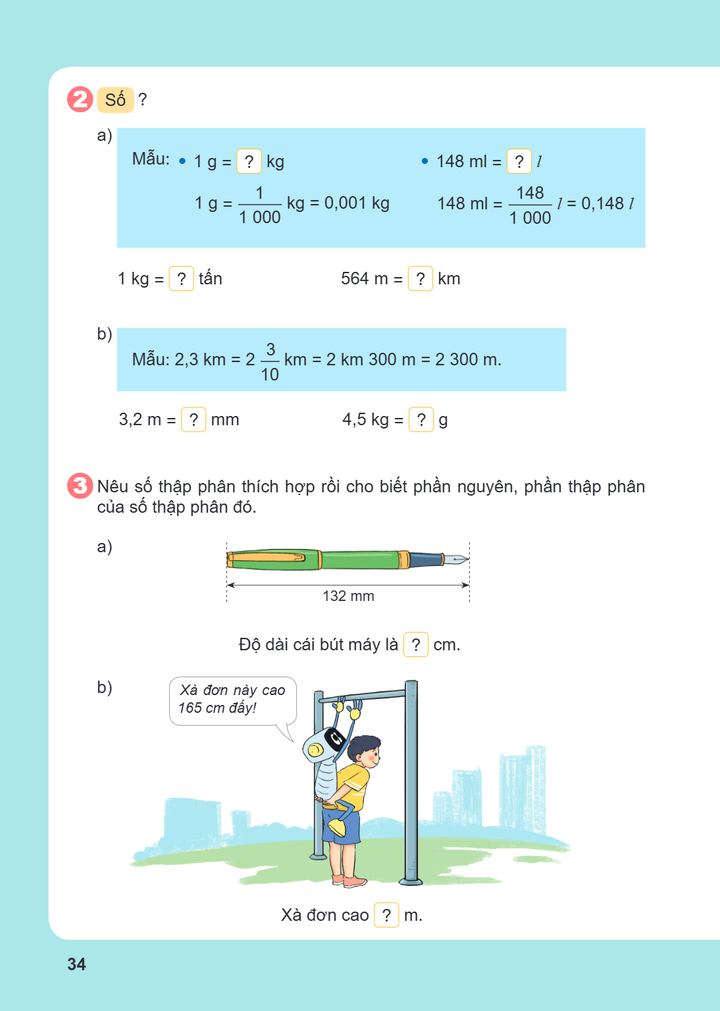 2 Số ?
a)
Mẫu: • 1 g = ? kg • 148 ml = ? l
1 g = 1/1 000 kg = 0,001 kg 148 ml = 148/1 000 l = 0,148 l
1 kg = ? tấn 564 m = ? km
b)
Mẫu: 2,3 km = 2 3/10 km = 2 km 300 m = 2 300 m.
3,2 m = ? mm 4,5 kg = ? g
3 Nêu số thập phân thích hợp rồi cho biết phần nguyên, phần thập phân
của số thập phân đó.
a)
132 mm
Độ dài cái bút máy là ? cm.
b)
Xà đơn này cao
165 cm đấy!
Xà đơn cao ? m.
34